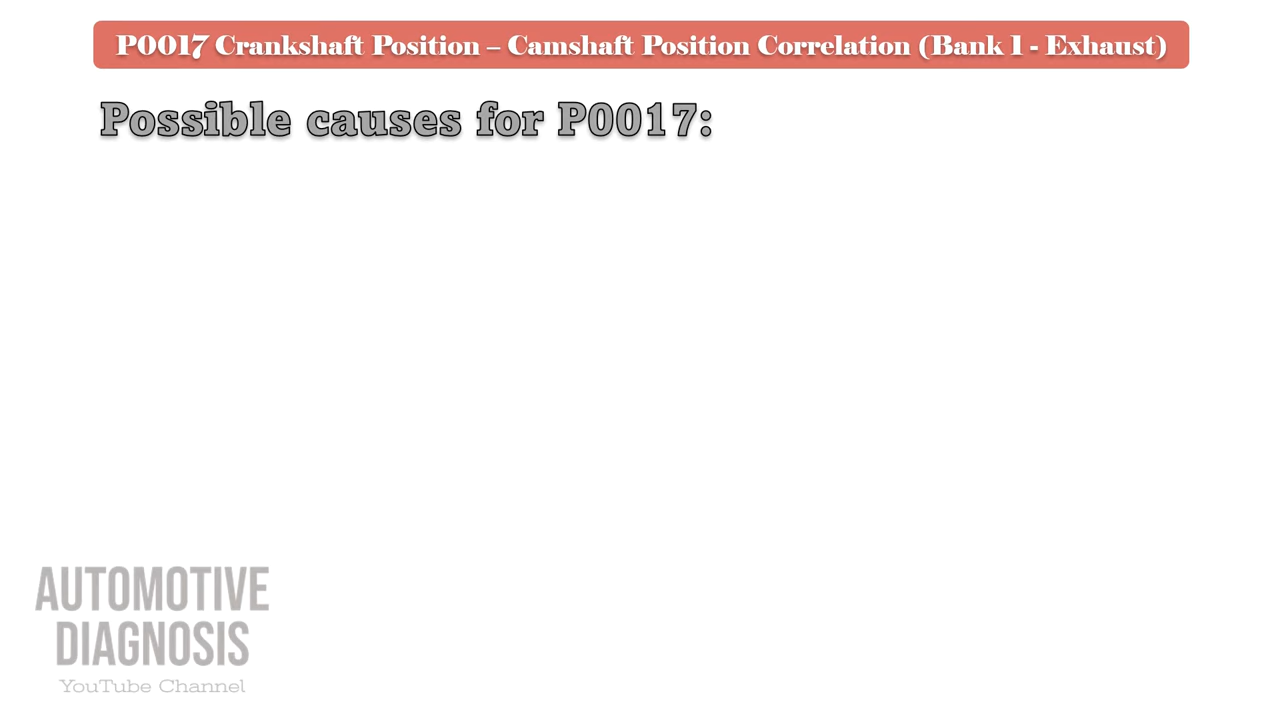 P0017 Crankshaft Position – Camshaft Position Correlation (Bank 1 - Exhaust)
Possible causes for P0017:
AUTOMOTIVE
DIAGNOSIS
YouTube Channel